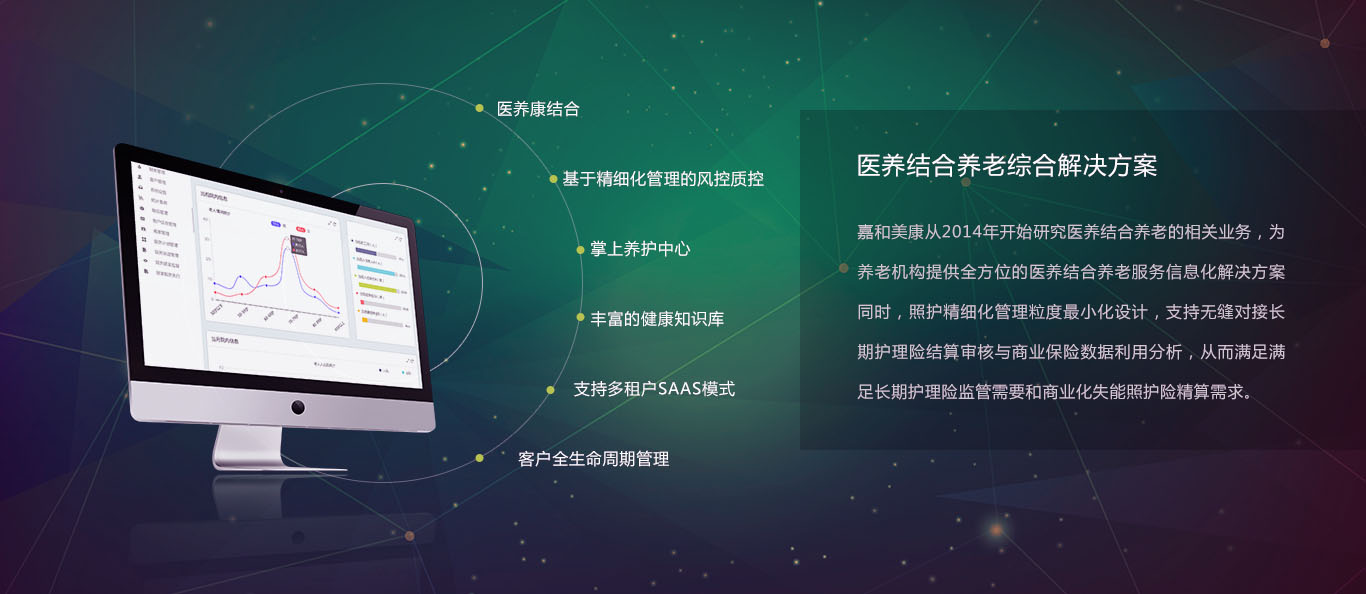 医养康结合
基于精细化管理的风控质控
掌上养护中心
丰富的健康知识库
支持多租户SAAS模式
客户全生命周期管理
医养结合养老综合解决方案
嘉和美康从2014年开始研究医养结合养老的相关业务，为
养老机构提供全方位的医养结合养老服务信息化解决方案
同时，照护精细化管理粒度最小化设计，支持无缝对接长
期护理险结算审核与商业保险数据利用分析，从而满足满
足长期护理险监管需要和商业化失能照护险精算需求。